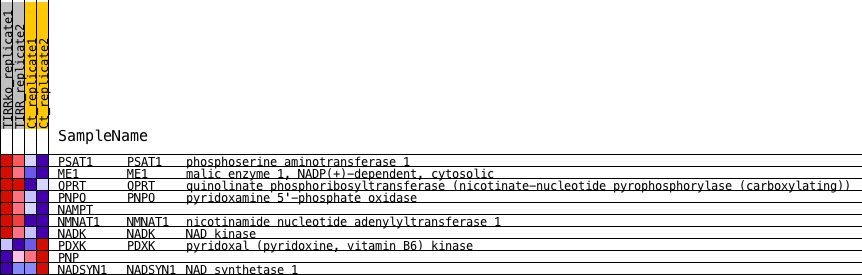 TIRRko_replicate1
TIRR_replicate2
Ct_replicate1
Ct_replicate2
SampleName
PSAT1 PSAT1 phosphoserine aminotransferase 1
ME1 ME1 malic enzyme 1, NADP(+)-dependent, cytosolic
QPRT QPRT quinolinate phosphoribosyltransferase (nicotinate-nucleotide pyrophosphorylase (carboxylating))
PNPO PNPO pyridoxamine 5'-phosphate oxidase
NAMPT
NMNAT1 NMNAT1 nicotinamide nucleotide adenylyltransferase 1
NADK NADK NAD kinase
PDXK PDXK pyridoxal (pyridoxine, vitamin B6) kinase
PNP
NADSYN1 NADSYN1 NAD synthetase 1